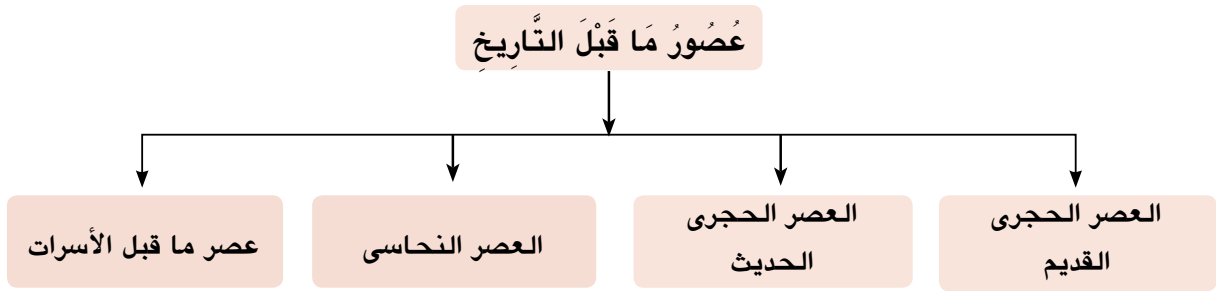 عُصُورُ مَا قَبْلَ التَّارِيخِ
العصر الحجرى
القديم
العصر الحجرى
الحديث
العصر النحاسى
عصر ما قبل الأسرات